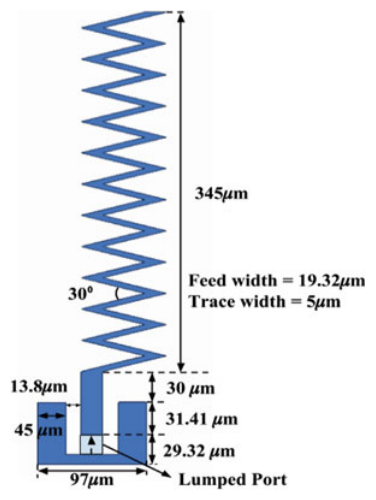 345μm
Feed width = 19.32μm
Trace width = 5μm
30⁰
13.8μm
30 μm
45 μm
31.41 μm
29.32 μm
97μm
Lumped Port